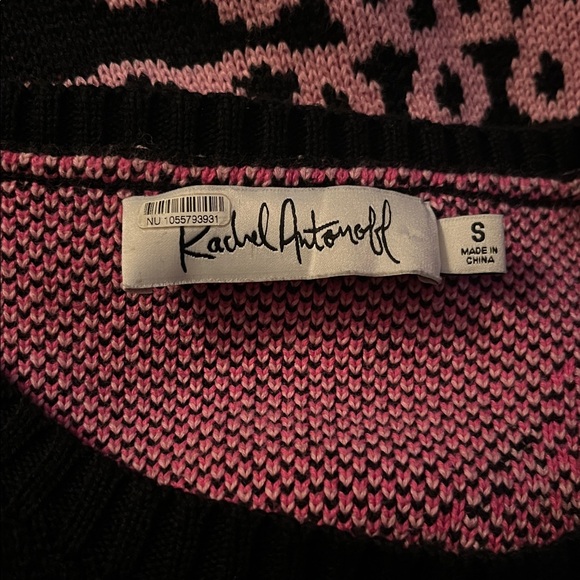 NU 1055793931
Rachel Antonoff
S
MADE IN
CHINA